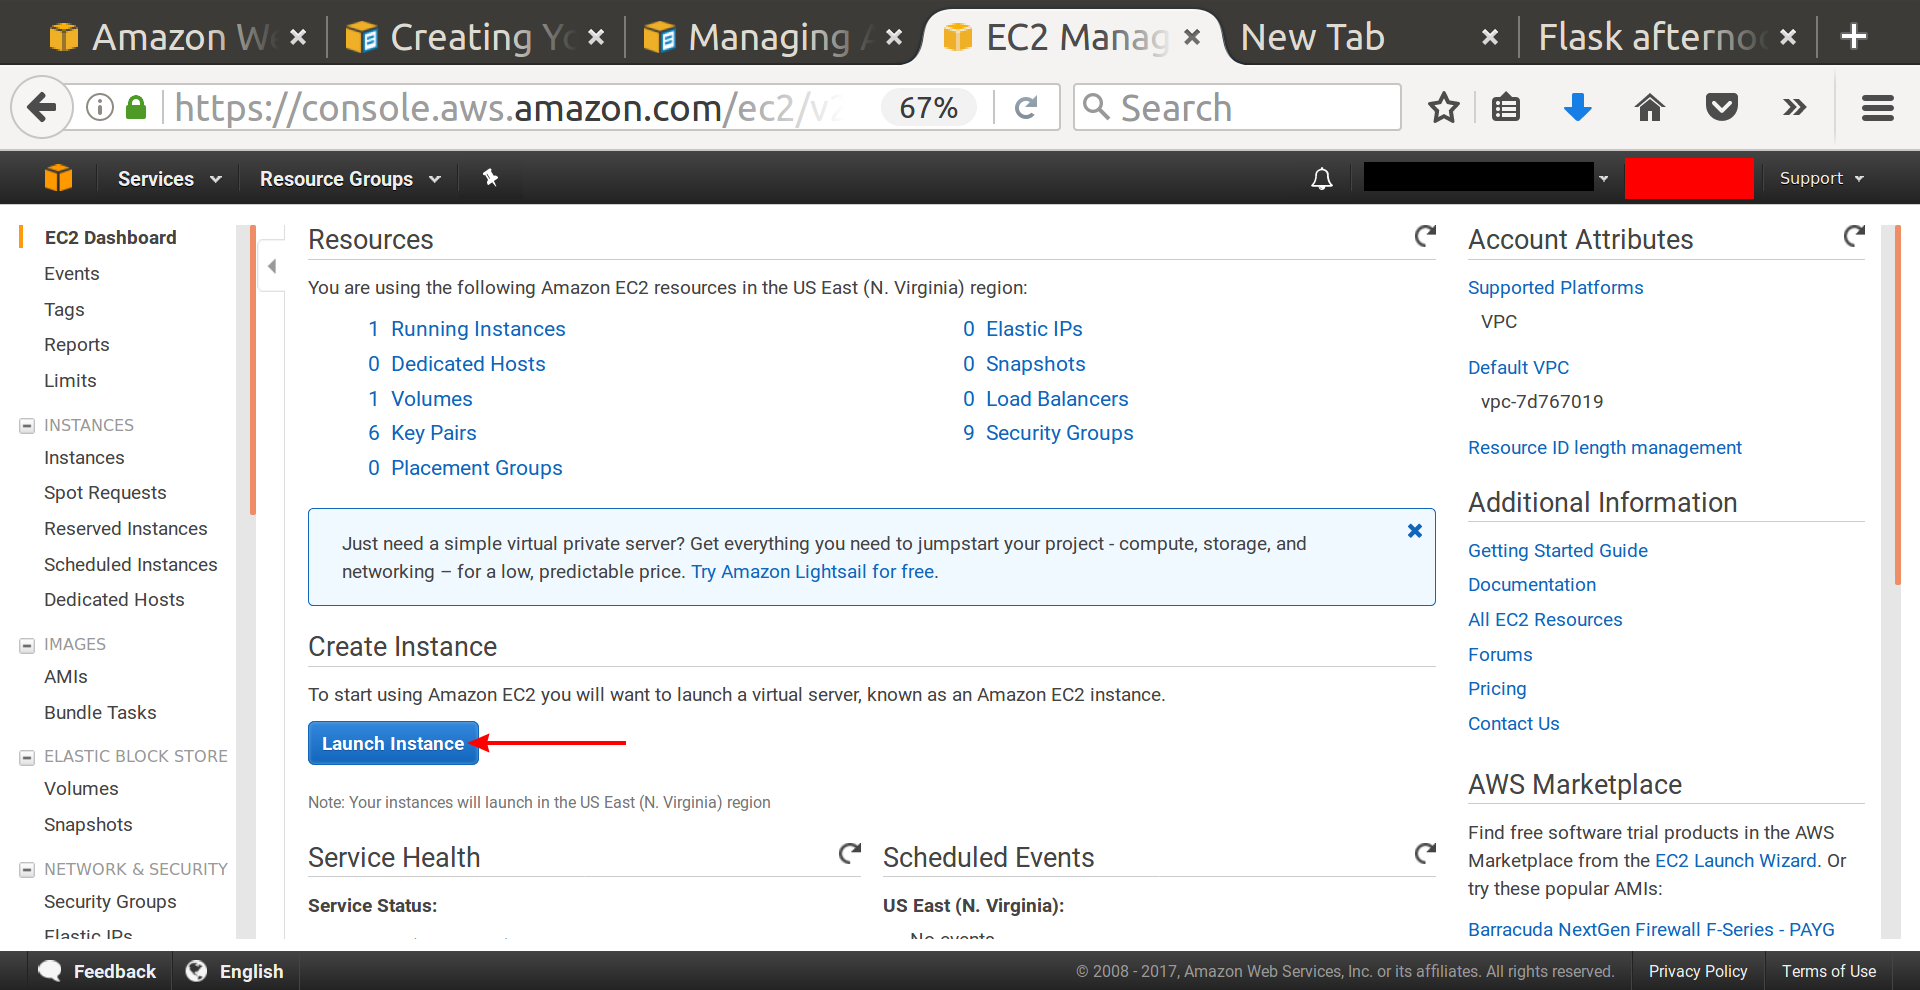 Amazon We
Creating Yo
Managing A
EC2 Manag
New Tab
Flask afternoo
https://console.aws.amazon.com/ec2/v2
67%
Search
Services
Resource Groups
Support
EC2 Dashboard
Events
Tags
Reports
Limits
INSTANCES
Instances
Spot Requests
Reserved Instances
Scheduled Instances
Dedicated Hosts
IMAGES
AMIs
Bundle Tasks
ELASTIC BLOCK STORE
Volumes
Snapshots
NETWORK & SECURITY
Security Groups
Elastic IPs
Resources
You are using the following Amazon EC2 resources in the US East (N. Virginia) region:
1 Running Instances
0 Dedicated Hosts
1 Volumes
6 Key Pairs
0 Placement Groups
0 Elastic IPs
0 Snapshots
0 Load Balancers
9 Security Groups
Just need a simple virtual private server? Get everything you need to jumpstart your project - compute, storage, and
networking – for a low, predictable price. Try Amazon Lightsail for free.
Create Instance
To start using Amazon EC2 you will want to launch a virtual server, known as an Amazon EC2 instance.
Launch Instance
Note: Your instances will launch in the US East (N. Virginia) region
Service Health
Service Status:
Scheduled Events
US East (N. Virginia):
No events
Account Attributes
Supported Platforms
VPC
Default VPC
vpc-7d767019
Resource ID length management
Additional Information
Getting Started Guide
Documentation
All EC2 Resources
Forums
Pricing
Contact Us
AWS Marketplace
Find free software trial products in the AWS
Marketplace from the EC2 Launch Wizard. Or
try these popular AMIs:
Barracuda NextGen Firewall F-Series - PAYG
Feedback
English
© 2008 - 2017, Amazon Web Services, Inc. or its affiliates. All rights reserved.
Privacy Policy
Terms of Use